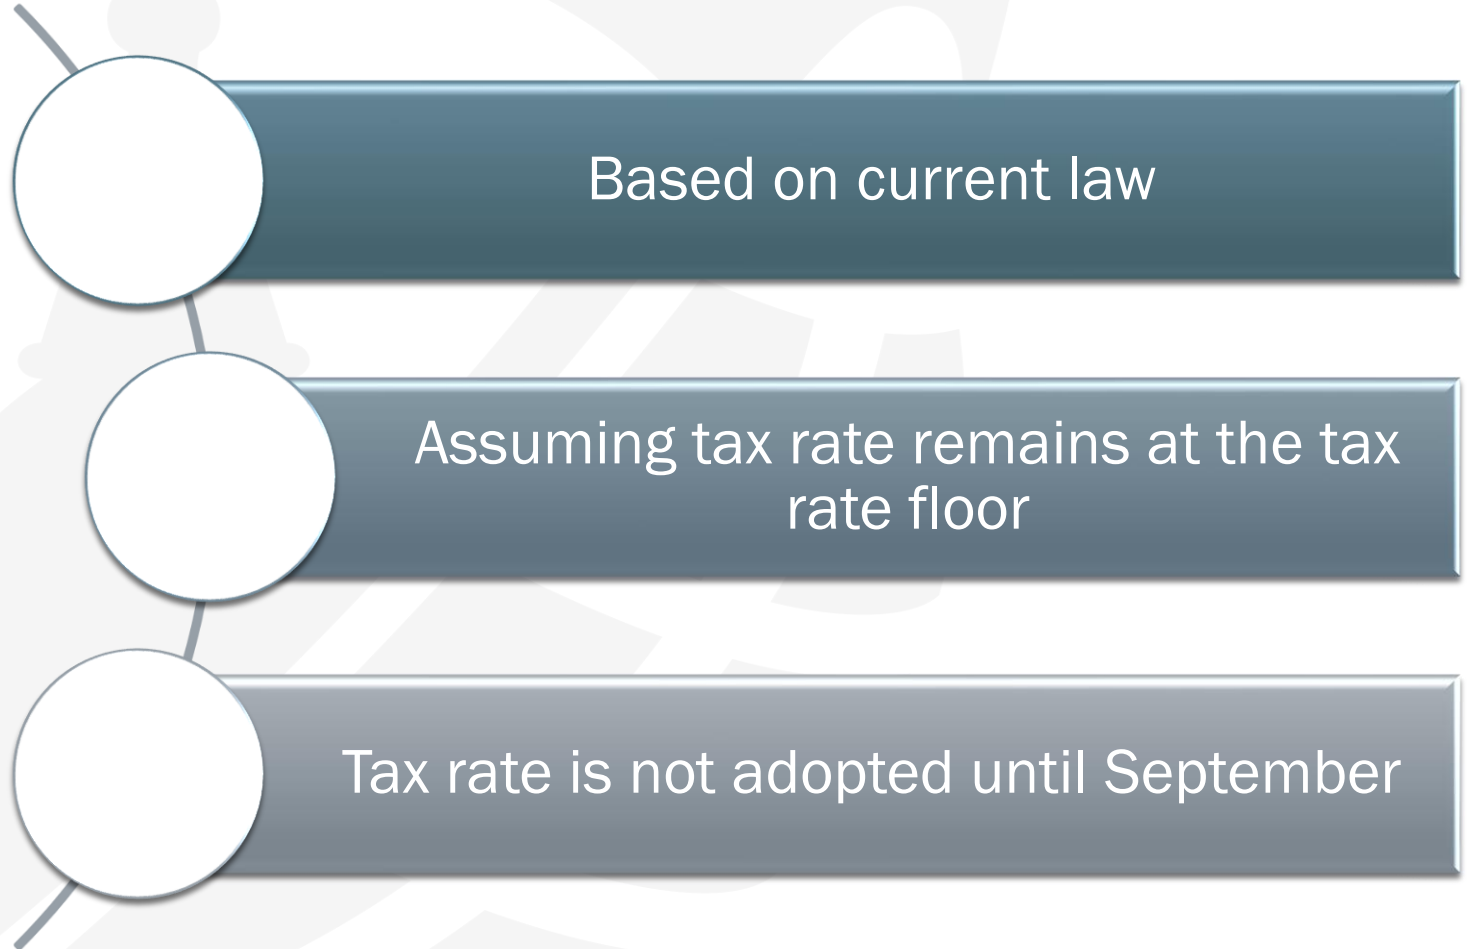 Based on current law
Assuming tax rate remains at the tax
rate floor
Tax rate is not adopted until September